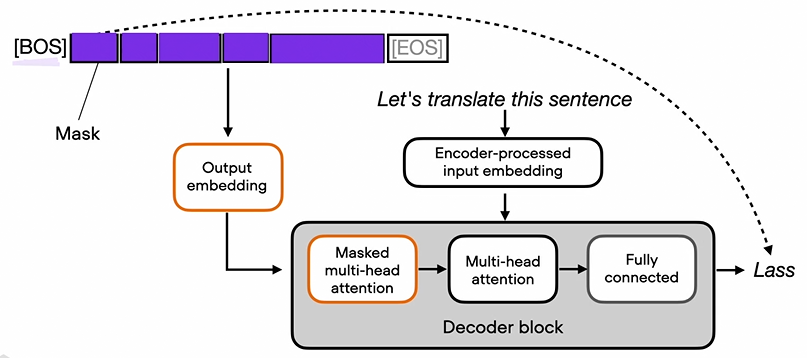 [BOS]
[EOS]
Mask
Let's translate this sentence
Output
embedding
Encoder-processed
input embedding
Masked
multi-head
attention
Multi-head
attention
Fully
connected
Lass
Decoder block